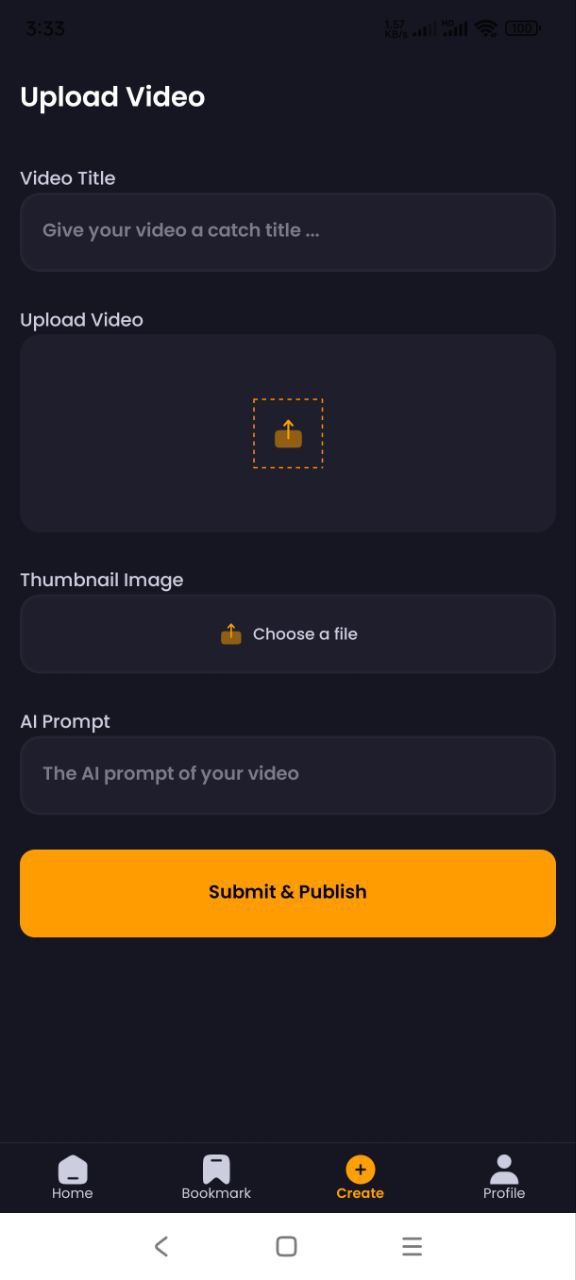 3:33
1.57
KB/s
HD
100
Upload Video
Video Title
Give your video a catch title ...
Upload Video
Thumbnail Image
Choose a file
AI Prompt
The AI prompt of your video
Submit & Publish
Home
Bookmark
Create
Profile